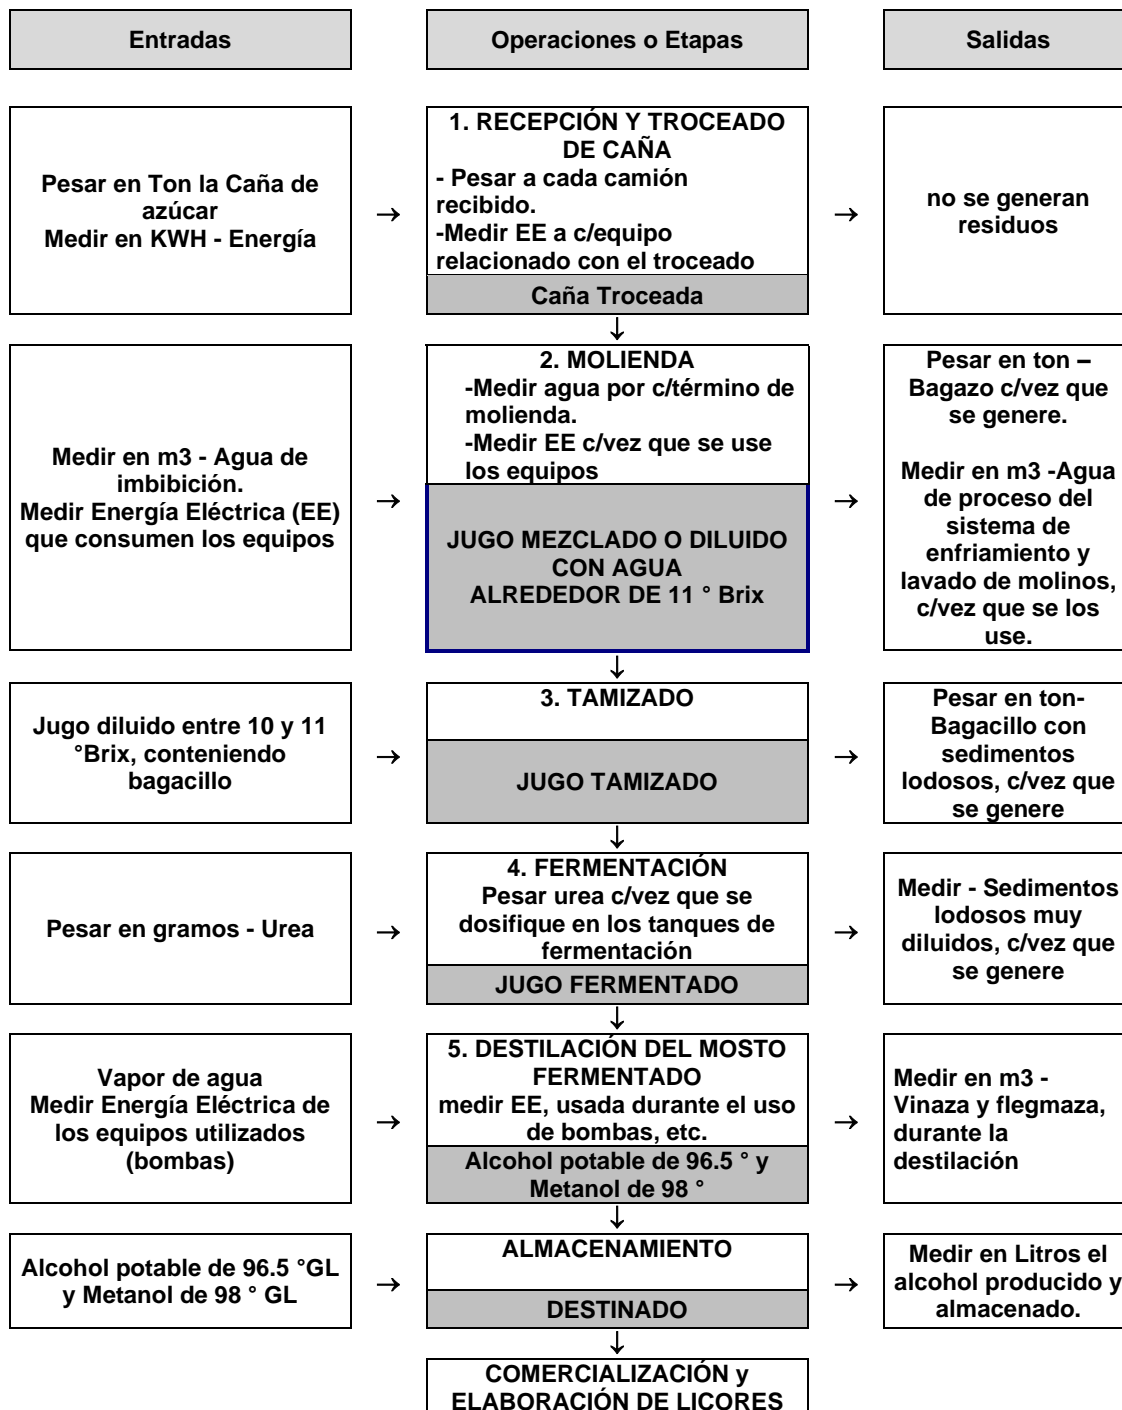 Entradas
Operaciones o Etapas
Salidas
Pesar en Ton la Caña de
azúcar
Medir en KWH - Energía
→
1. RECEPCIÓN Y TROCEADO
DE CAÑA
- Pesar a cada camión
recibido.
-Medir EE a c/equipo
relacionado con el troceado
Caña Troceada
→
no se generan
residuos
↓
Medir en m3 - Agua de
imbibición.
Medir Energía Eléctrica (EE)
que consumen los equipos
→
2. MOLIENDA
-Medir agua por c/término de
molienda.
-Medir EE c/vez que se use
los equipos
JUGO MEZCLADO O DILUIDO
CON AGUA
ALREDEDOR DE 11 ° Brix
→
Pesar en ton –
Bagazo c/vez que
se genere.
Medir en m3 -Agua
de proceso del
sistema de
enfriamiento y
lavado de molinos,
c/vez que se los
use.
↓
Jugo diluido entre 10 y 11
°Brix, conteniendo
bagacillo
→
3. TAMIZADO
JUGO TAMIZADO
→
Pesar en ton-
Bagacillo con
sedimentos
lodosos, c/vez que
se genere
↓
Pesar en gramos - Urea
→
4. FERMENTACIÓN
Pesar urea c/vez que se
dosifique en los tanques de
fermentación
JUGO FERMENTADO
→
Medir - Sedimentos
lodosos muy
diluidos, c/vez que
se genere
↓
Vapor de agua
Medir Energía Eléctrica de
los equipos utilizados
(bombas)
→
5. DESTILACIÓN DEL MOSTO
FERMENTADO
medir EE, usada durante el uso
de bombas, etc.
Alcohol potable de 96.5 ° y
Metanol de 98 °
→
Medir en m3 -
Vinaza y flegmaza,
durante la
destilación
↓
Alcohol potable de 96.5 °GL
y Metanol de 98 ° GL
→
ALMACENAMIENTO
DESTINADO
→
Medir en Litros el
alcohol producido y
almacenado.
↓
COMERCIALIZACIÓN y
ELABORACIÓN DE LICORES